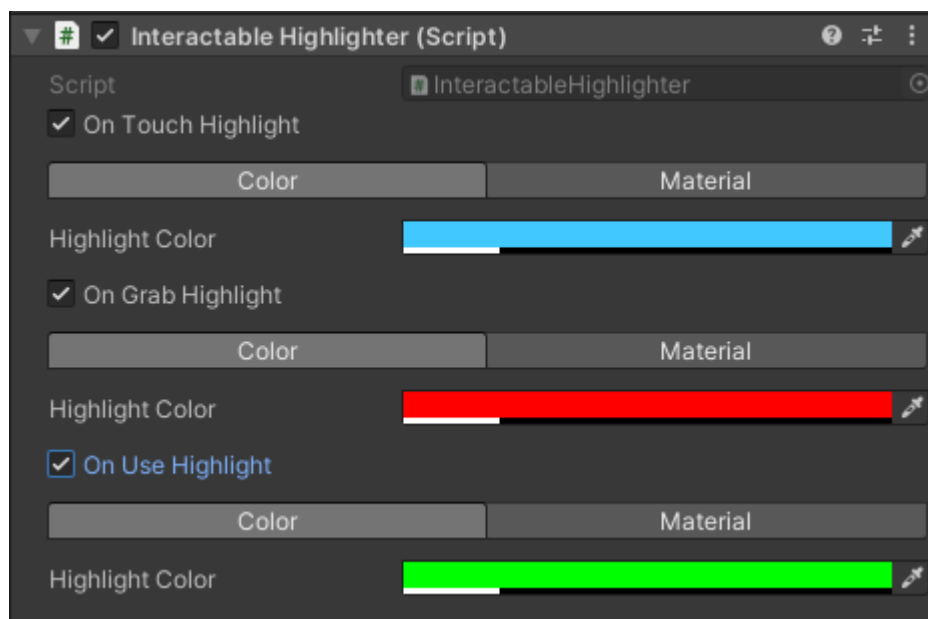 Interactable Highlighter (Script)
Script InteractableHighlighter
On Touch Highlight
Color Material
Highlight Color
On Grab Highlight
Color Material
Highlight Color
On Use Highlight
Color Material
Highlight Color